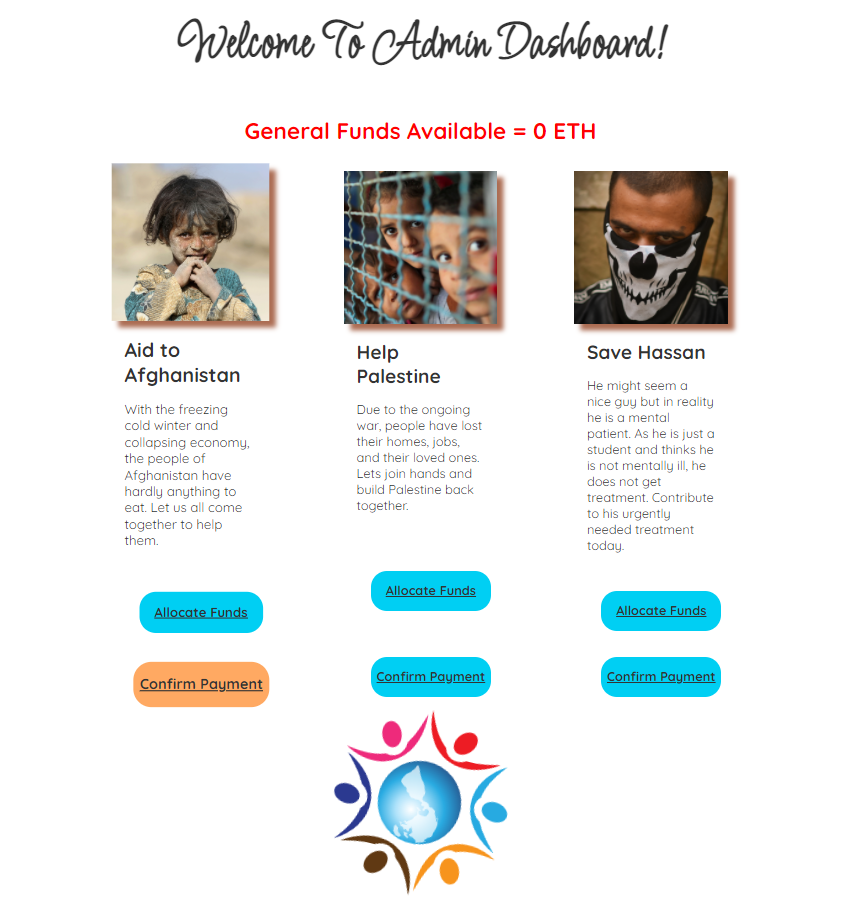 Welcome To Admin Dashboard!
General Funds Available = 0 ETH
Aid to
Afghanistan
With the freezing
cold winter and
collapsing economy,
the people of
Afghanistan have
hardly anything to
eat. Let us all come
together to help
them.
Allocate Funds
Confirm Payment
Help
Palestine
Due to the ongoing
war, people have lost
their homes, jobs,
and their loved ones.
Lets join hands and
build Palestine back
together.
Allocate Funds
Confirm Payment
Save Hassan
He might seem a
nice guy but in reality
he is a mental
patient. As he is just a
student and thinks he
is not mentally ill, he
does not get
treatment. Contribute
to his urgently
needed treatment
today.
Allocate Funds
Confirm Payment